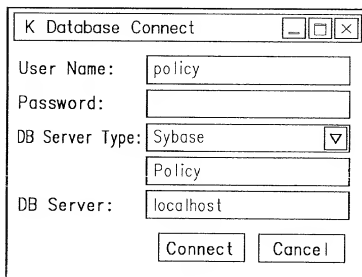 K Database Connect
User Name: policy
Password:
DB Server Type: Sybase
Policy
DB Server: localhost
Connect Cancel